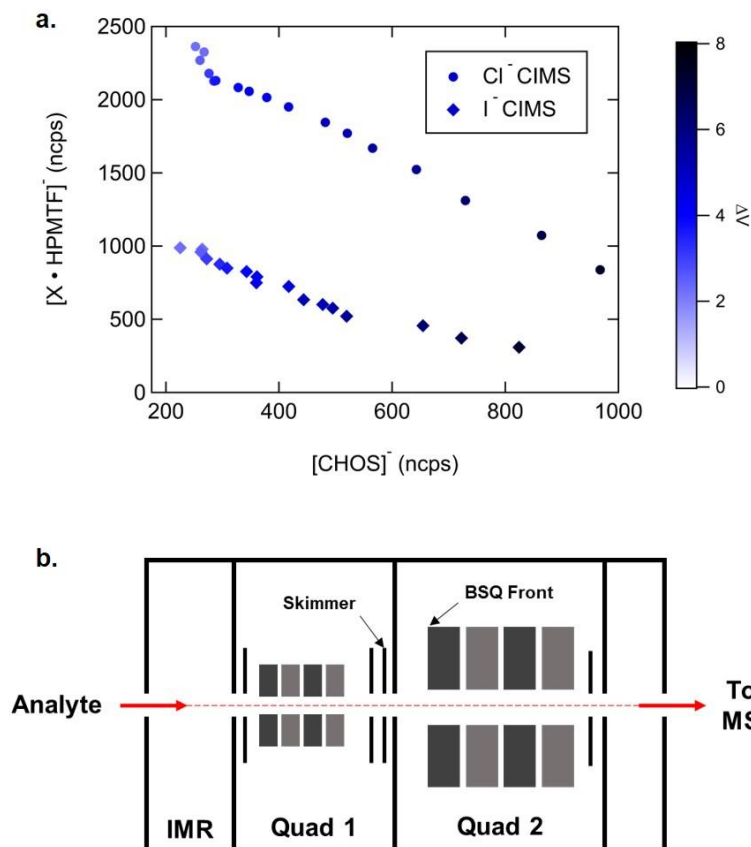 a.
2500
2000
1500
1000
500
0
[X • HPMTF]⁻ (ncps)
Cl⁻ CIMS
I⁻ CIMS
200
400
600
800
1000
[CHOS]⁻ (ncps)
8
6
4
2
0
ΔV
b.
Skimmer
BSQ Front
Analyte
To
MS
IMR
Quad 1
Quad 2